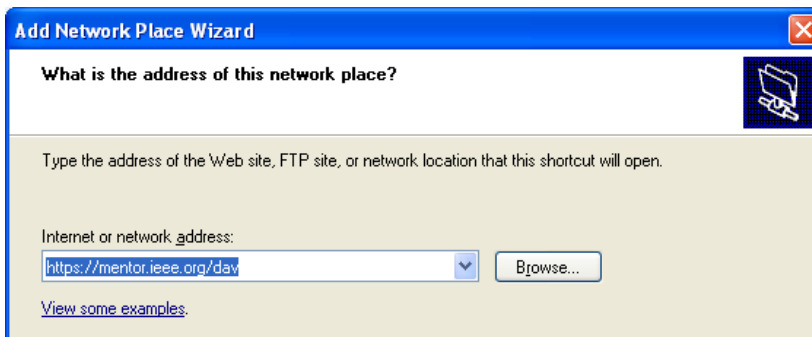 Add Network Place Wizard
What is the address of this network place?
Type the address of the Web site, FTP site, or network location that this shortcut will open.
Internet or network address:
https://mentor.ieee.org/dav
Browse...
View some examples.